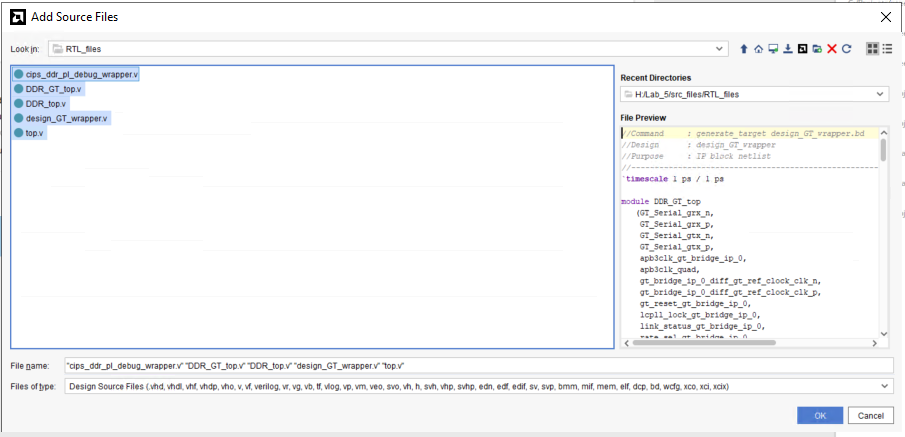 Add Source Files
Look in: RTL_files
cips_ddr_pl_debug_wrapper.v
DDR_GT_top.v
DDR_top.v
design_GT_wrapper.v
top.v
Recent Directories
H:/Lab_5/src_files/RTL_files
File Preview
//Command : generate_target design_GT_wrapper.bd
//Design : design_GT_wrapper
//Purpose : IP block netlist
//--------------------------------------------------------
`timescale 1 ps / 1 ps
module DDR_GT_top
(GT_Serial_grx_n,
GT_Serial_grx_p,
GT_Serial_gtx_n,
GT_Serial_gtx_p,
apb3clk_gt_bridge_ip_0,
apb3clk_quad,
gt_bridge_ip_0_diff_gt_ref_clock_clk_n,
gt_bridge_ip_0_diff_gt_ref_clock_clk_p,
gt_reset_gt_bridge_ip_0,
lcpll_lock_gt_bridge_ip_0,
link_status_gt_bridge_ip_0,
rate_sel_gt_bridge_ip_0,
File name: "cips_ddr_pl_debug_wrapper.v" "DDR_GT_top.v" "DDR_top.v" "design_GT_wrapper.v" "top.v"
Files of type: Design Source Files (.vhd, vhdl, vhf, vhdp, vho, v, vf, verilog, vr, vg, vb, tf, vlog, vp, vm, veo, svo, vh, h, svh, vhp, svhp, edn, edf, edif, sv, svp, bmm, mif, mem, elf, dcp, bd, wcfg, xco, xci, xcix)
OK Cancel